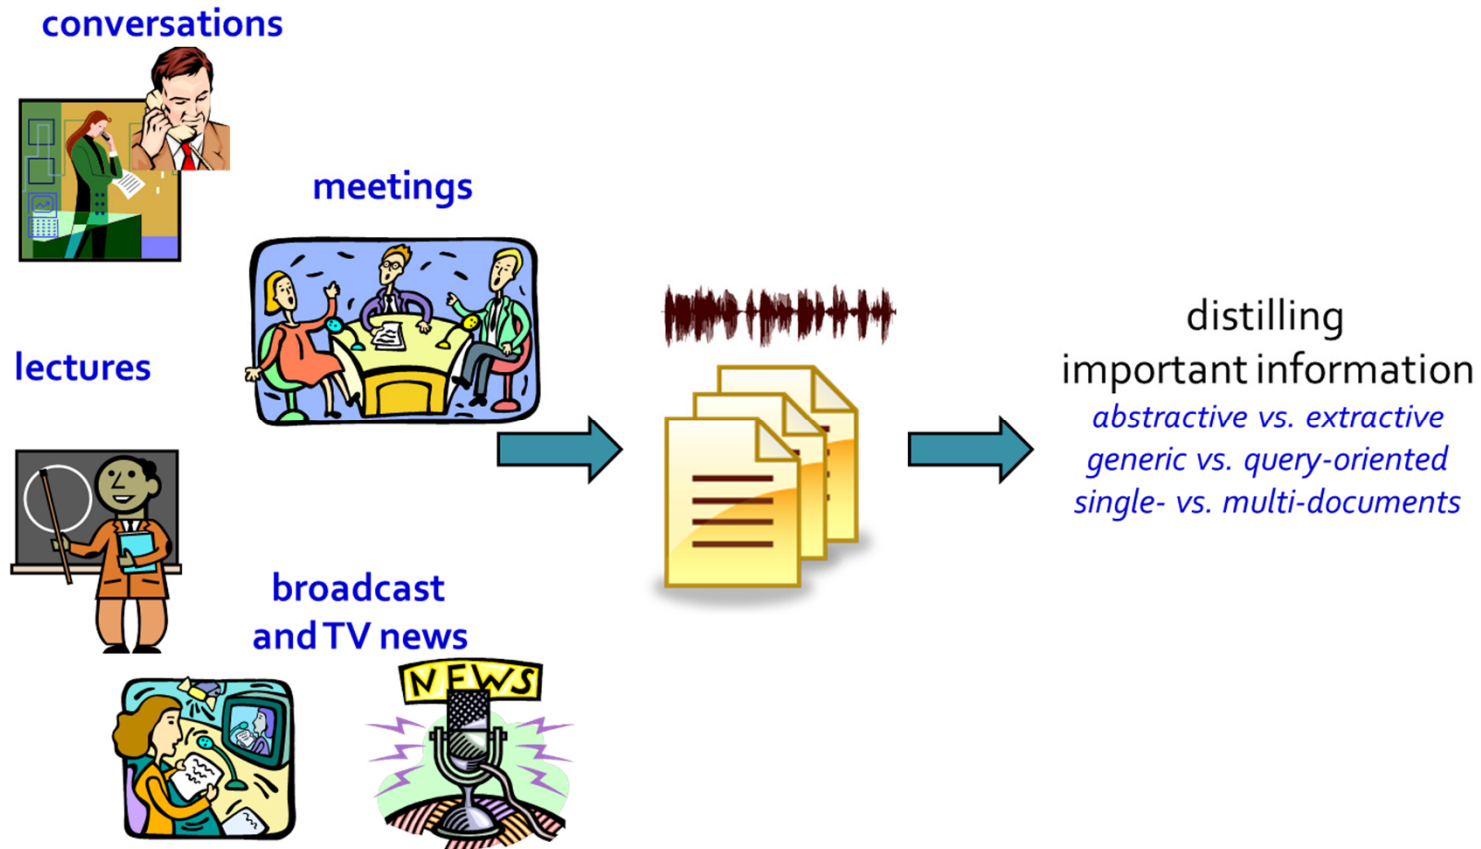 conversations
meetings
lectures
broadcast
and TV news
NEWS
distilling
important information
abstractive vs. extractive
generic vs. query-oriented
single- vs. multi-documents